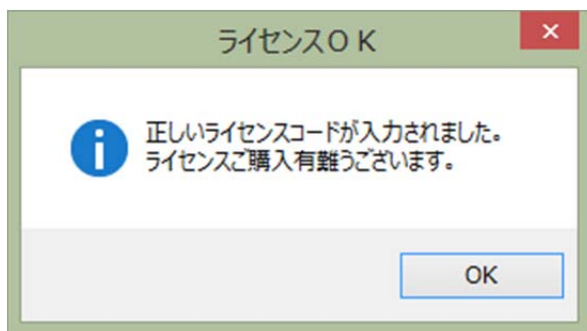 ライセンスＯＫ
正しいライセンスコードが入力されました。
ライセンスご購入有難うございます。
OK